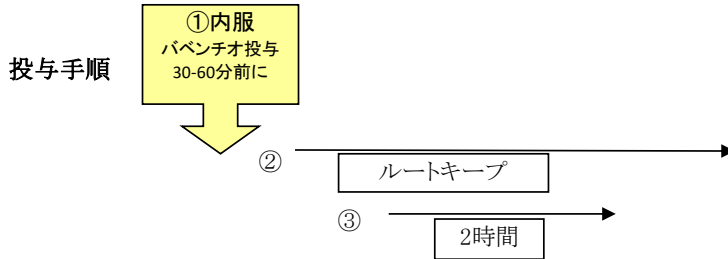 ①内服
バベンチオ投与
30-60分前に
投与手順
②
ルートキープ
③
2時間